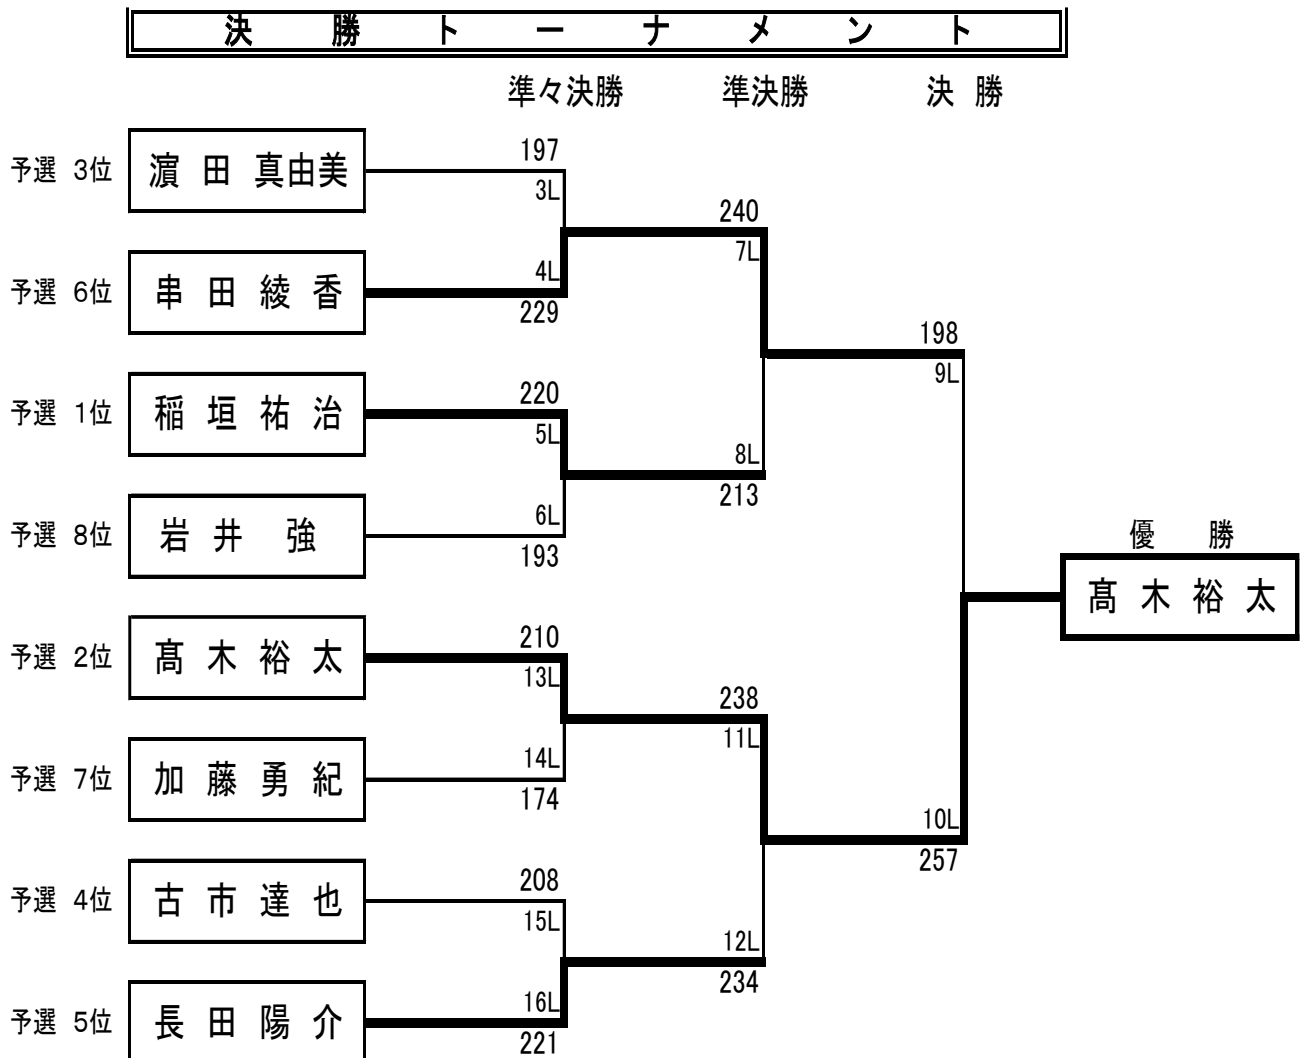 決勝トーナメント
準々決勝 準決勝 決 勝
197
予選 3位 濵 田 真由美
3L
240
7L
4L
予選 6位 串 田 綾 香
229
198
9L
220
予選 1位 稲 垣 祐 治
5L
8L
213
6L
予選 8位 岩 井 強
193
優 勝
髙 木 裕 太
210
予選 2位 髙 木 裕 太
13L
238
11L
14L
予選 7位 加 藤 勇 紀
174
10L
257
208
予選 4位 古 市 達 也
15L
12L
234
16L
予選 5位 長 田 陽 介
221